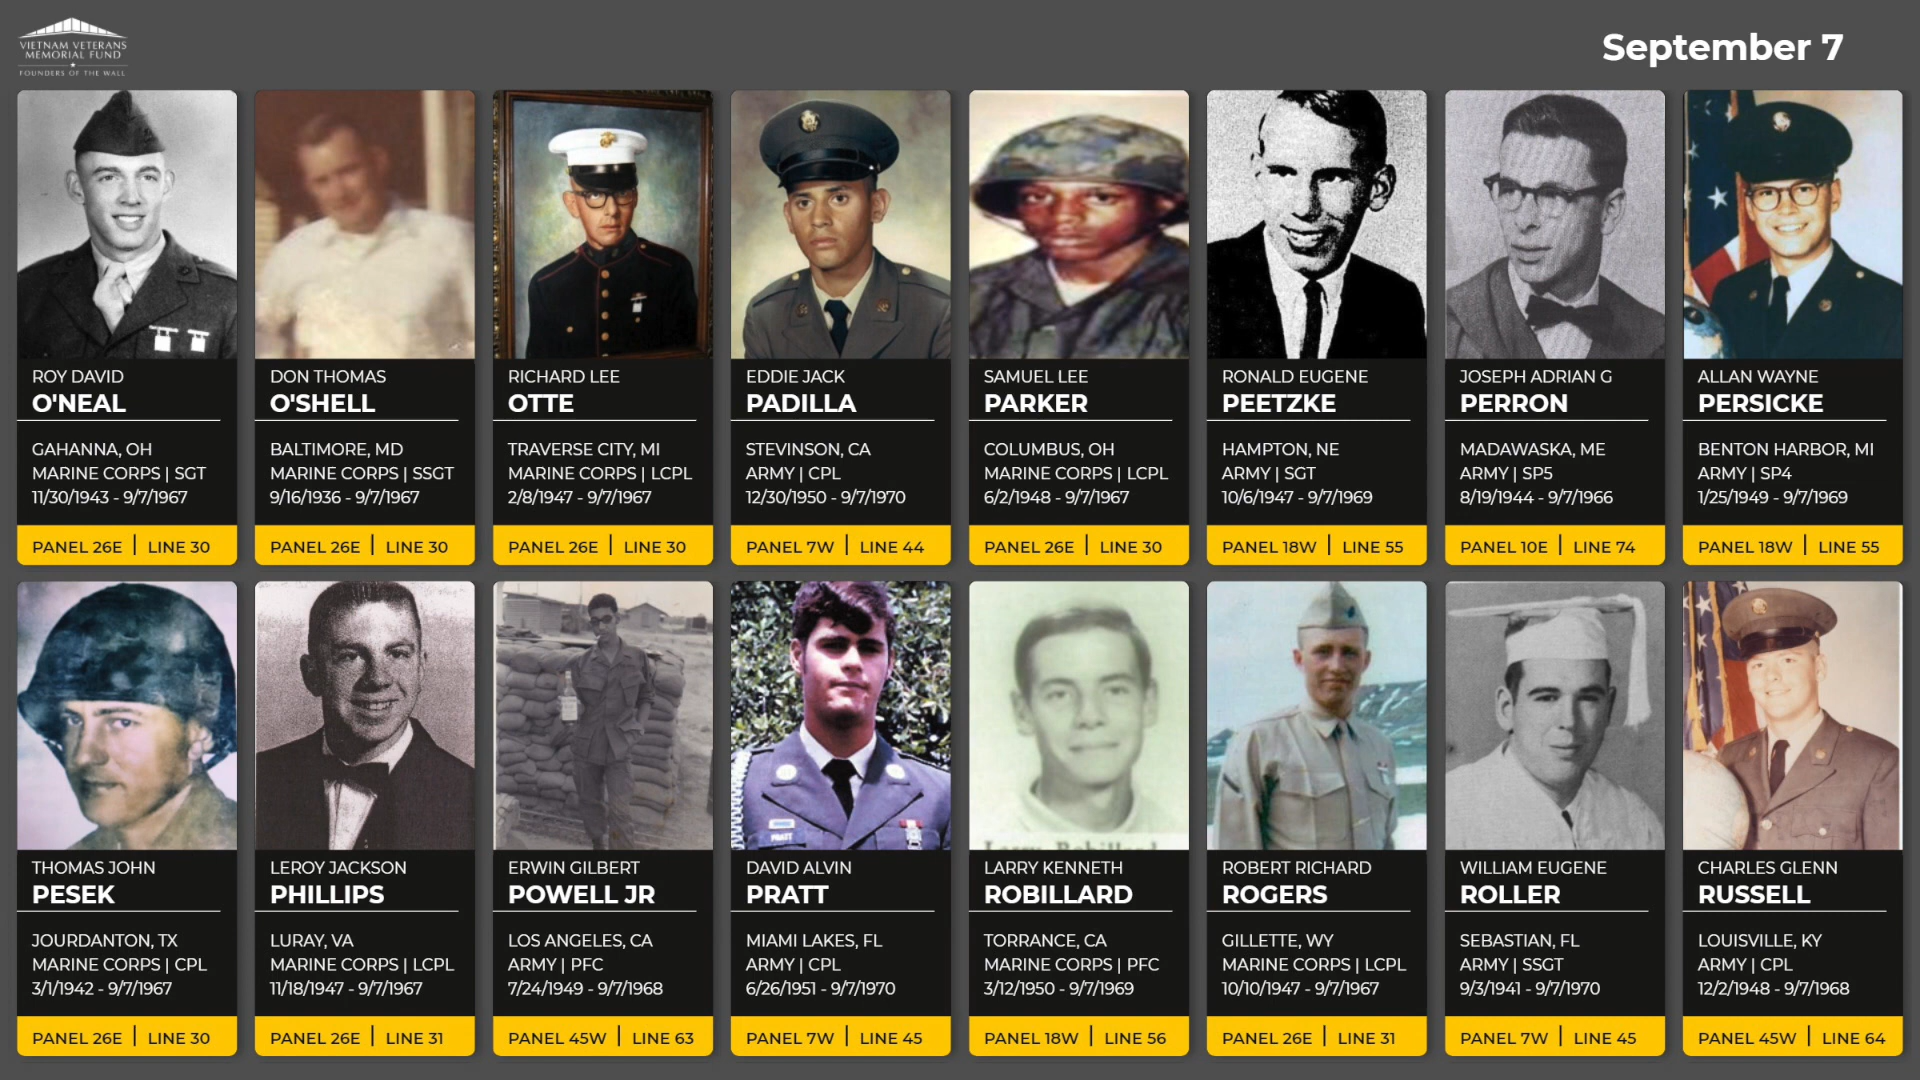 VIETNAM VETERANS
MEMORIAL FUND
FOUNDERS OF THE WALL
September 7
ROY DAVID
O'NEAL
GAHANNA, OH
MARINE CORPS | SGT
11/30/1943 - 9/7/1967
PANEL 26E | LINE 30
DON THOMAS
O'SHELL
BALTIMORE, MD
MARINE CORPS | SSGT
9/16/1936 - 9/7/1967
PANEL 26E | LINE 30
RICHARD LEE
OTTE
TRAVERSE CITY, MI
MARINE CORPS | LCPL
2/8/1947 - 9/7/1967
PANEL 26E | LINE 30
EDDIE JACK
PADILLA
STEVINSON, CA
ARMY | CPL
12/30/1950 - 9/7/1970
PANEL 7W | LINE 44
SAMUEL LEE
PARKER
COLUMBUS, OH
MARINE CORPS | LCPL
6/2/1948 - 9/7/1967
PANEL 26E | LINE 30
RONALD EUGENE
PEETZKE
HAMPTON, NE
ARMY | SGT
10/6/1947 - 9/7/1969
PANEL 18W | LINE 55
JOSEPH ADRIAN G
PERRON
MADAWASKA, ME
ARMY | SP5
8/19/1944 - 9/7/1966
PANEL 10E | LINE 74
ALLAN WAYNE
PERSICKE
BENTON HARBOR, MI
ARMY | SP4
1/25/1949 - 9/7/1969
PANEL 18W | LINE 55
THOMAS JOHN
PESEK
JOURDANTON, TX
MARINE CORPS | CPL
3/1/1942 - 9/7/1967
PANEL 26E | LINE 30
LEROY JACKSON
PHILLIPS
LURAY, VA
MARINE CORPS | LCPL
11/18/1947 - 9/7/1967
PANEL 26E | LINE 31
ERWIN GILBERT
POWELL JR
LOS ANGELES, CA
ARMY | PFC
7/24/1949 - 9/7/1968
PANEL 45W | LINE 63
PRATT
DAVID ALVIN
PRATT
MIAMI LAKES, FL
ARMY | CPL
6/26/1951 - 9/7/1970
PANEL 7W | LINE 45
Larry Robillard
LARRY KENNETH
ROBILLARD
TORRANCE, CA
MARINE CORPS | PFC
3/12/1950 - 9/7/1969
PANEL 18W | LINE 56
ROBERT RICHARD
ROGERS
GILLETTE, WY
MARINE CORPS | LCPL
10/10/1947 - 9/7/1967
PANEL 26E | LINE 31
WILLIAM EUGENE
ROLLER
SEBASTIAN, FL
ARMY | SSGT
9/3/1941 - 9/7/1970
PANEL 7W | LINE 45
CHARLES GLENN
RUSSELL
LOUISVILLE, KY
ARMY | CPL
12/2/1948 - 9/7/1968
PANEL 45W | LINE 64